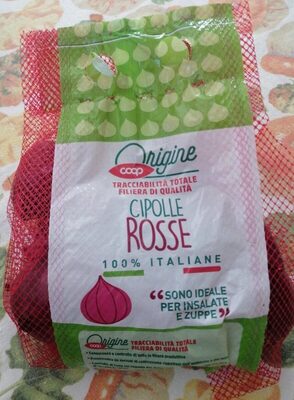 Origine
coop
TRACCIABILITÀ TOTALE
FILIERA DI QUALITÀ
CIPOLLE
ROSSE
100% ITALIANE
"SONO IDEALE
PER INSALATE
E ZUPPE"
Origine
coop
TRACCIABILITÀ TOTALE
FILIERA DI QUALITÀ